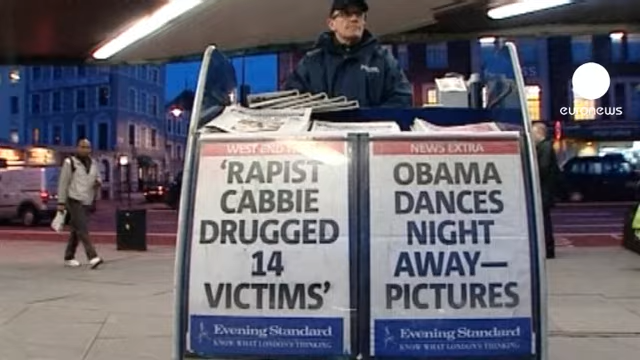 euronews
WEST END
NEWS EXTRA
'RAPIST
CABBIE
DRUGGED
14
VICTIMS'
OBAMA
DANCES
NIGHT
AWAY—
PICTURES
Evening Standard
KNOW WHAT LONDON'S THINKING
Evening Standard
KNOW WHAT LONDON'S THINKING